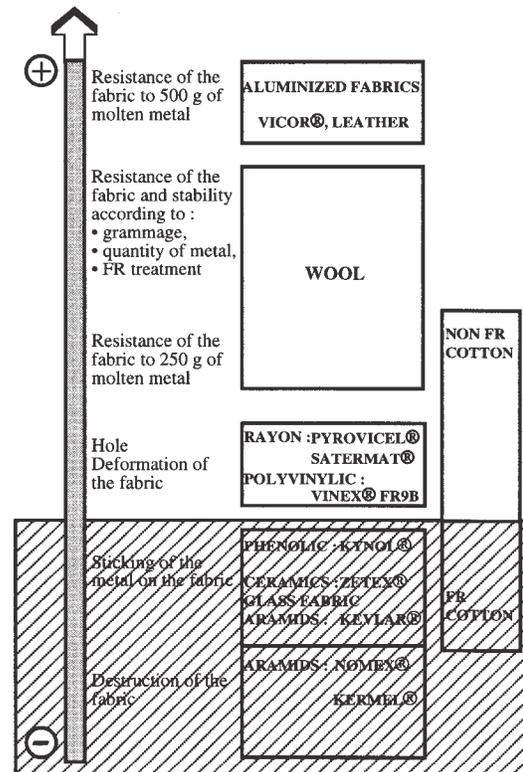 +
Resistance of the
fabric to 500 g of
molten metal
ALUMINIZED FABRICS
VICOR®, LEATHER
Resistance of the
fabric and stability
according to :
• grammage,
• quantity of metal,
• FR treatment
WOOL
Resistance of the
fabric to 250 g of
molten metal
NON FR
COTTON
Hole
Deformation of
the fabric
RAYON :PYROVICEL®
SATERMAT®
POLYVINYLIC :
VINEX® FR9B
Sticking of the
metal on the fabric
PHENOLIC : KYNOL®
CERAMICS :ZETEX®
GLASS FABRIC
ARAMIDS : KEVLAR®
FR
COTTON
Destruction of the
fabric
ARAMIDS : NOMEX®
KERMEL®
−